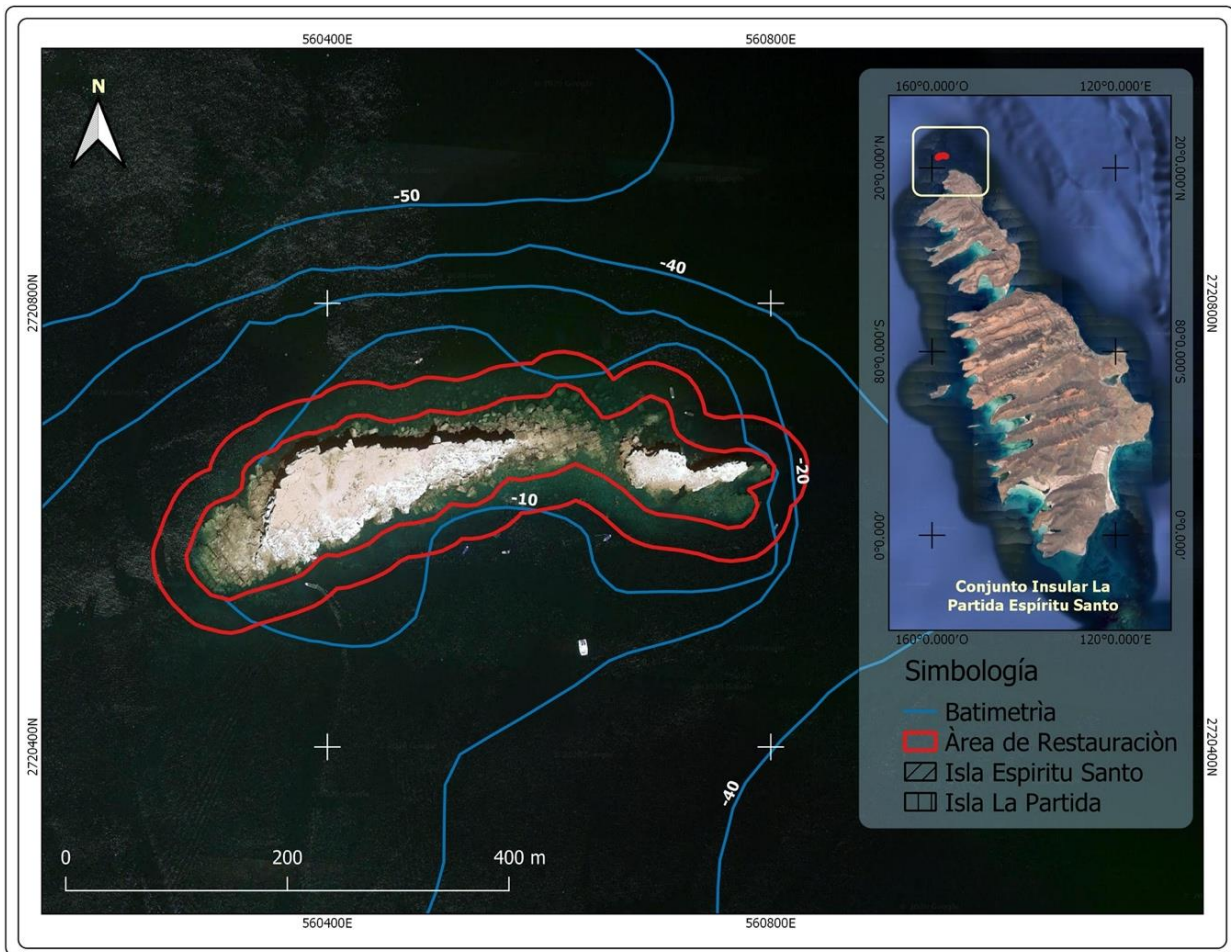 560400E
560800E
N
160°0.000'O
120°0.000'E
20°0.000'N
20°0.000'N
-50
-40
2720800N
2720800N
80°0.000'S
80°0.000'S
-20
-10
0°0.000'
0°0.000'
Conjunto Insular La
Partida Espíritu Santo
160°0.000'O
120°0.000'E
Simbología
Batimetrìa
Àrea de Restauraciòn
Isla Espiritu Santo
Isla La Partida
2720400N
2720400N
-40
0
200
400 m
560400E
560800E